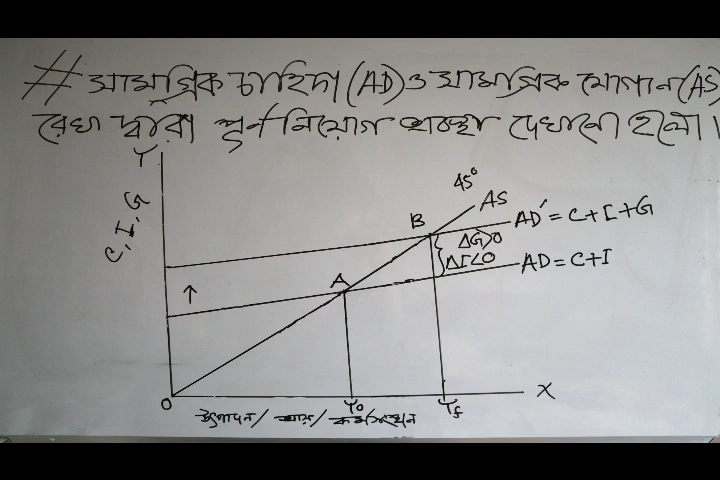 # সামগ্রিক চাহিদা (AD) ও সামগ্রিক যোগান (AS)
রেখা দ্বারা পূর্ণ নিয়োগ অবস্থা দেখানো হলো।
Y
45°
AS
C, I, G
B
AD' = C+I+G
ΔG>0
ΔI<0
AD = C+I
↑
A
O
Y0
Yf
X
উৎপাদন/ আয়/ কর্মসংস্থান